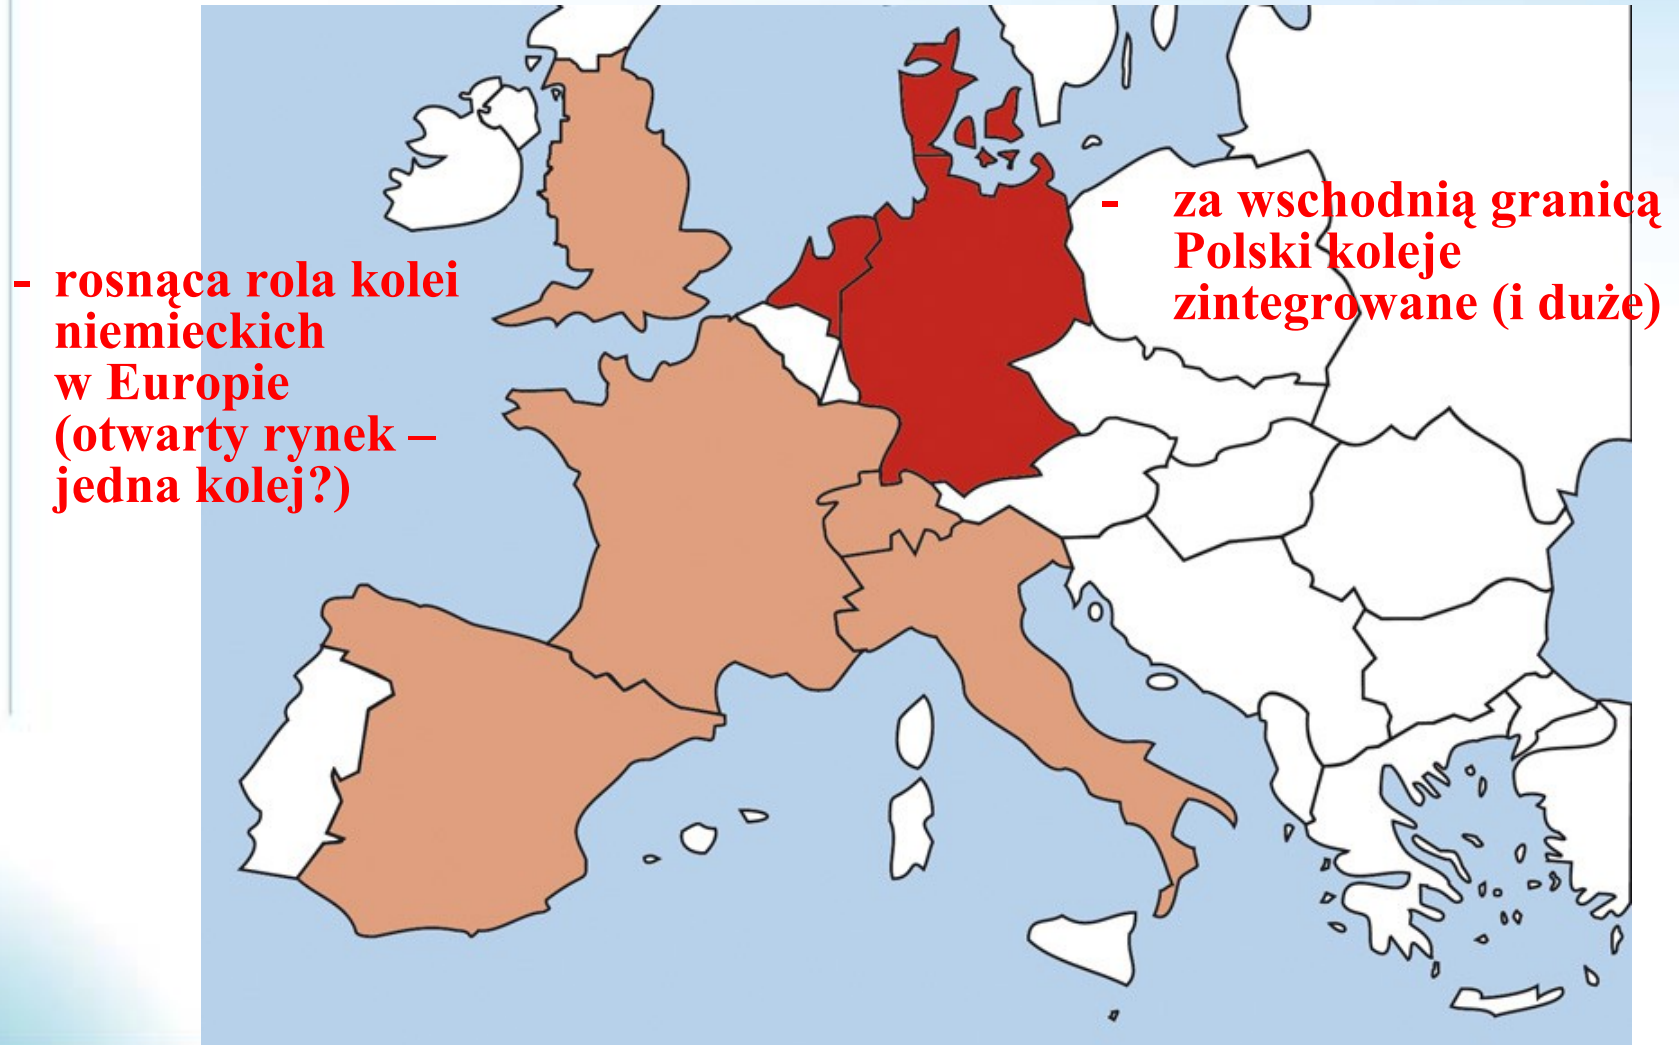 - rosnąca rola kolei
niemieckich
w Europie
(otwarty rynek –
jedna kolej?)
- za wschodnią granicą
Polski koleje
zintegrowane (i duże)